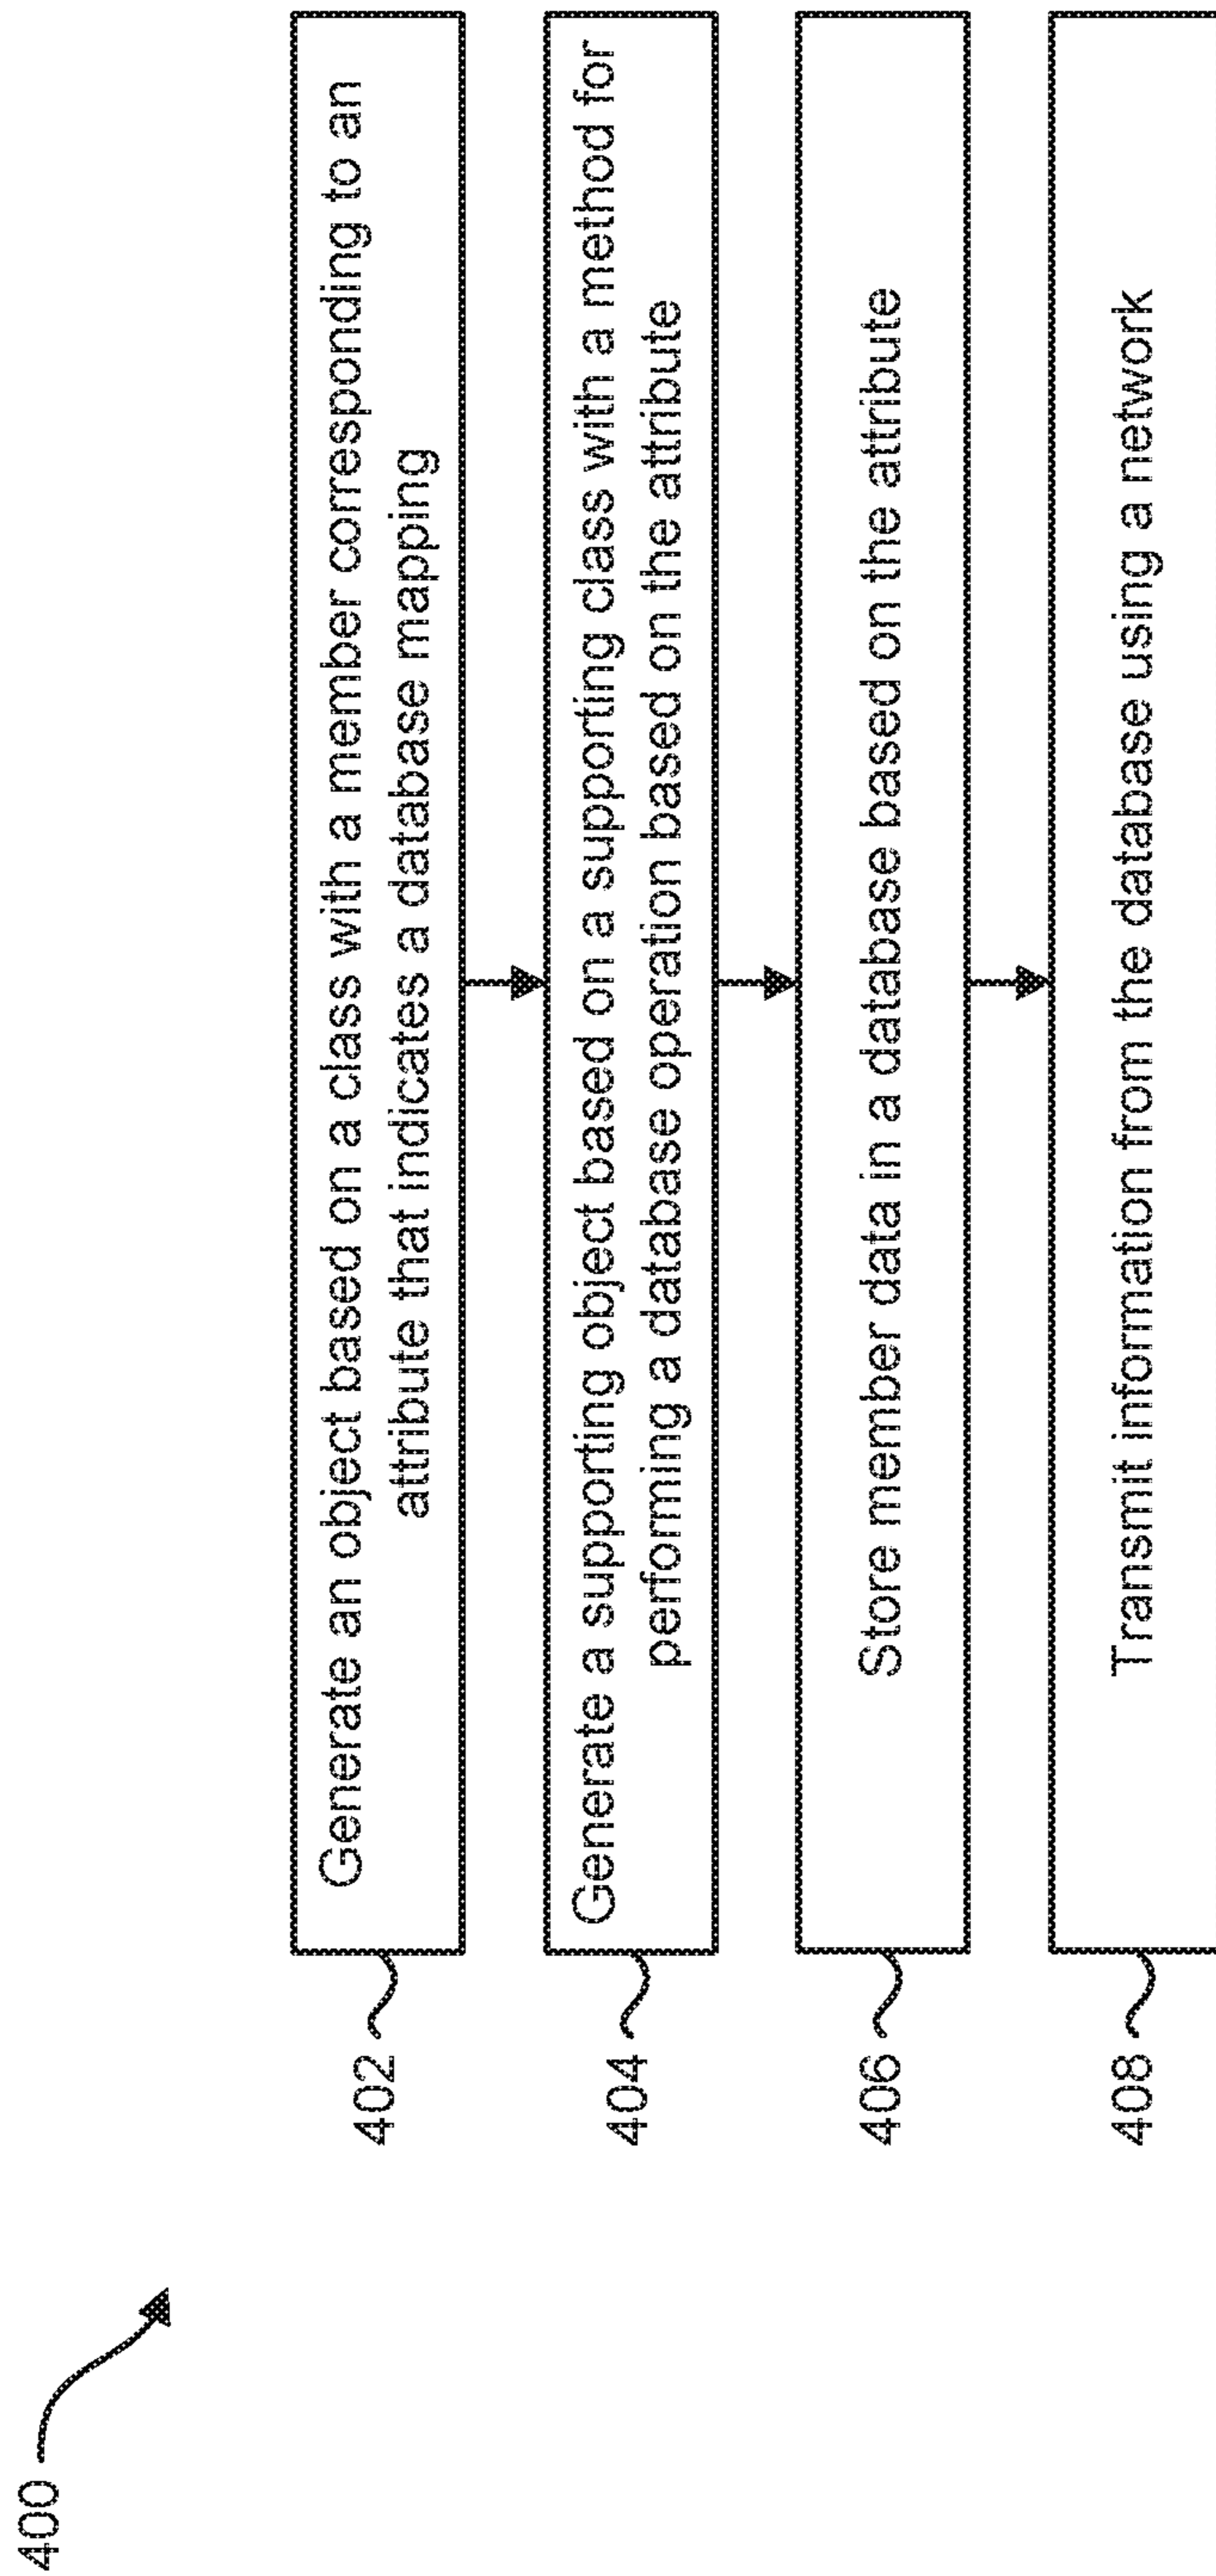 400
402
Generate an object based on a class with a member corresponding to an
attribute that indicates a database mapping
404
Generate a supporting object based on a supporting class with a method for
performing a database operation based on the attribute
406
Store member data in a database based on the attribute
408
Transmit information from the database using a network